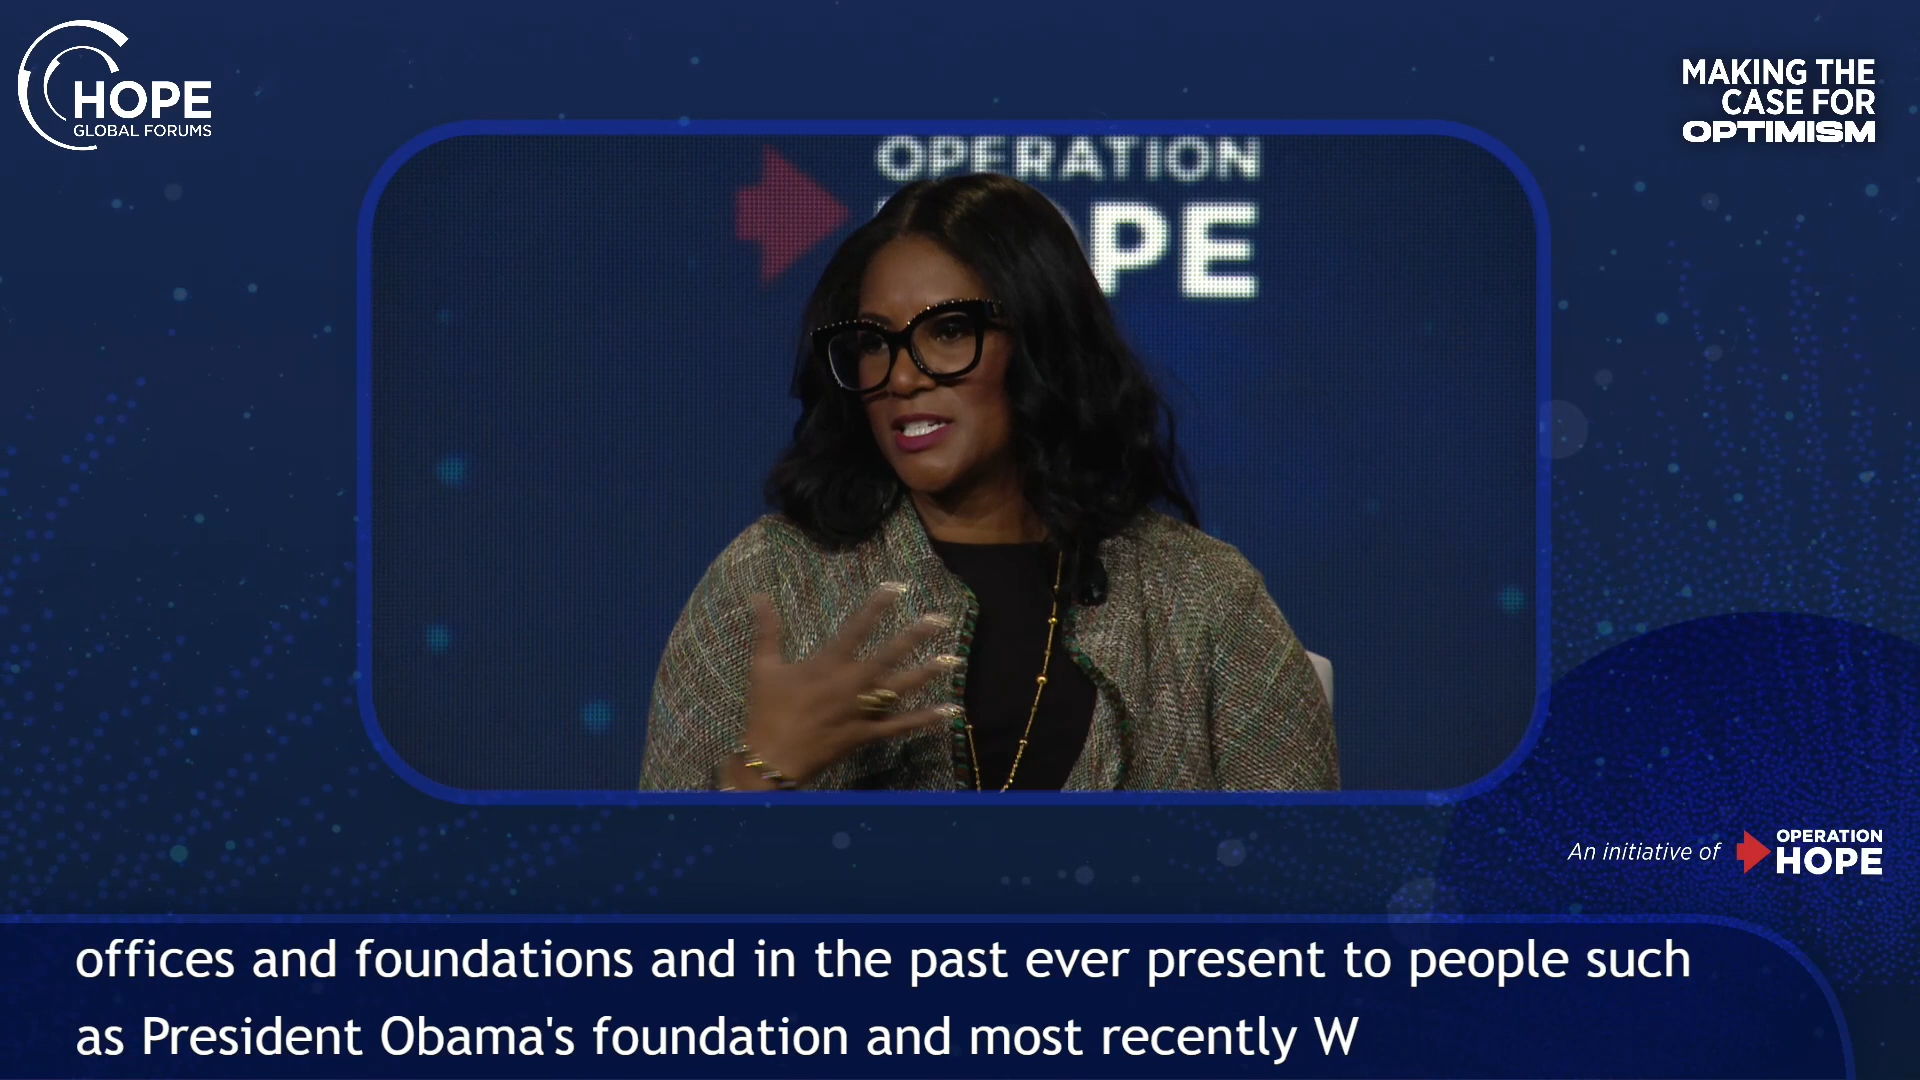 HOPE
GLOBAL FORUMS
MAKING THE
CASE FOR
OPTIMISM
OPERATION
PE
An initiative of
OPERATION
HOPE
offices and foundations and in the past ever present to people such
as President Obama's foundation and most recently W